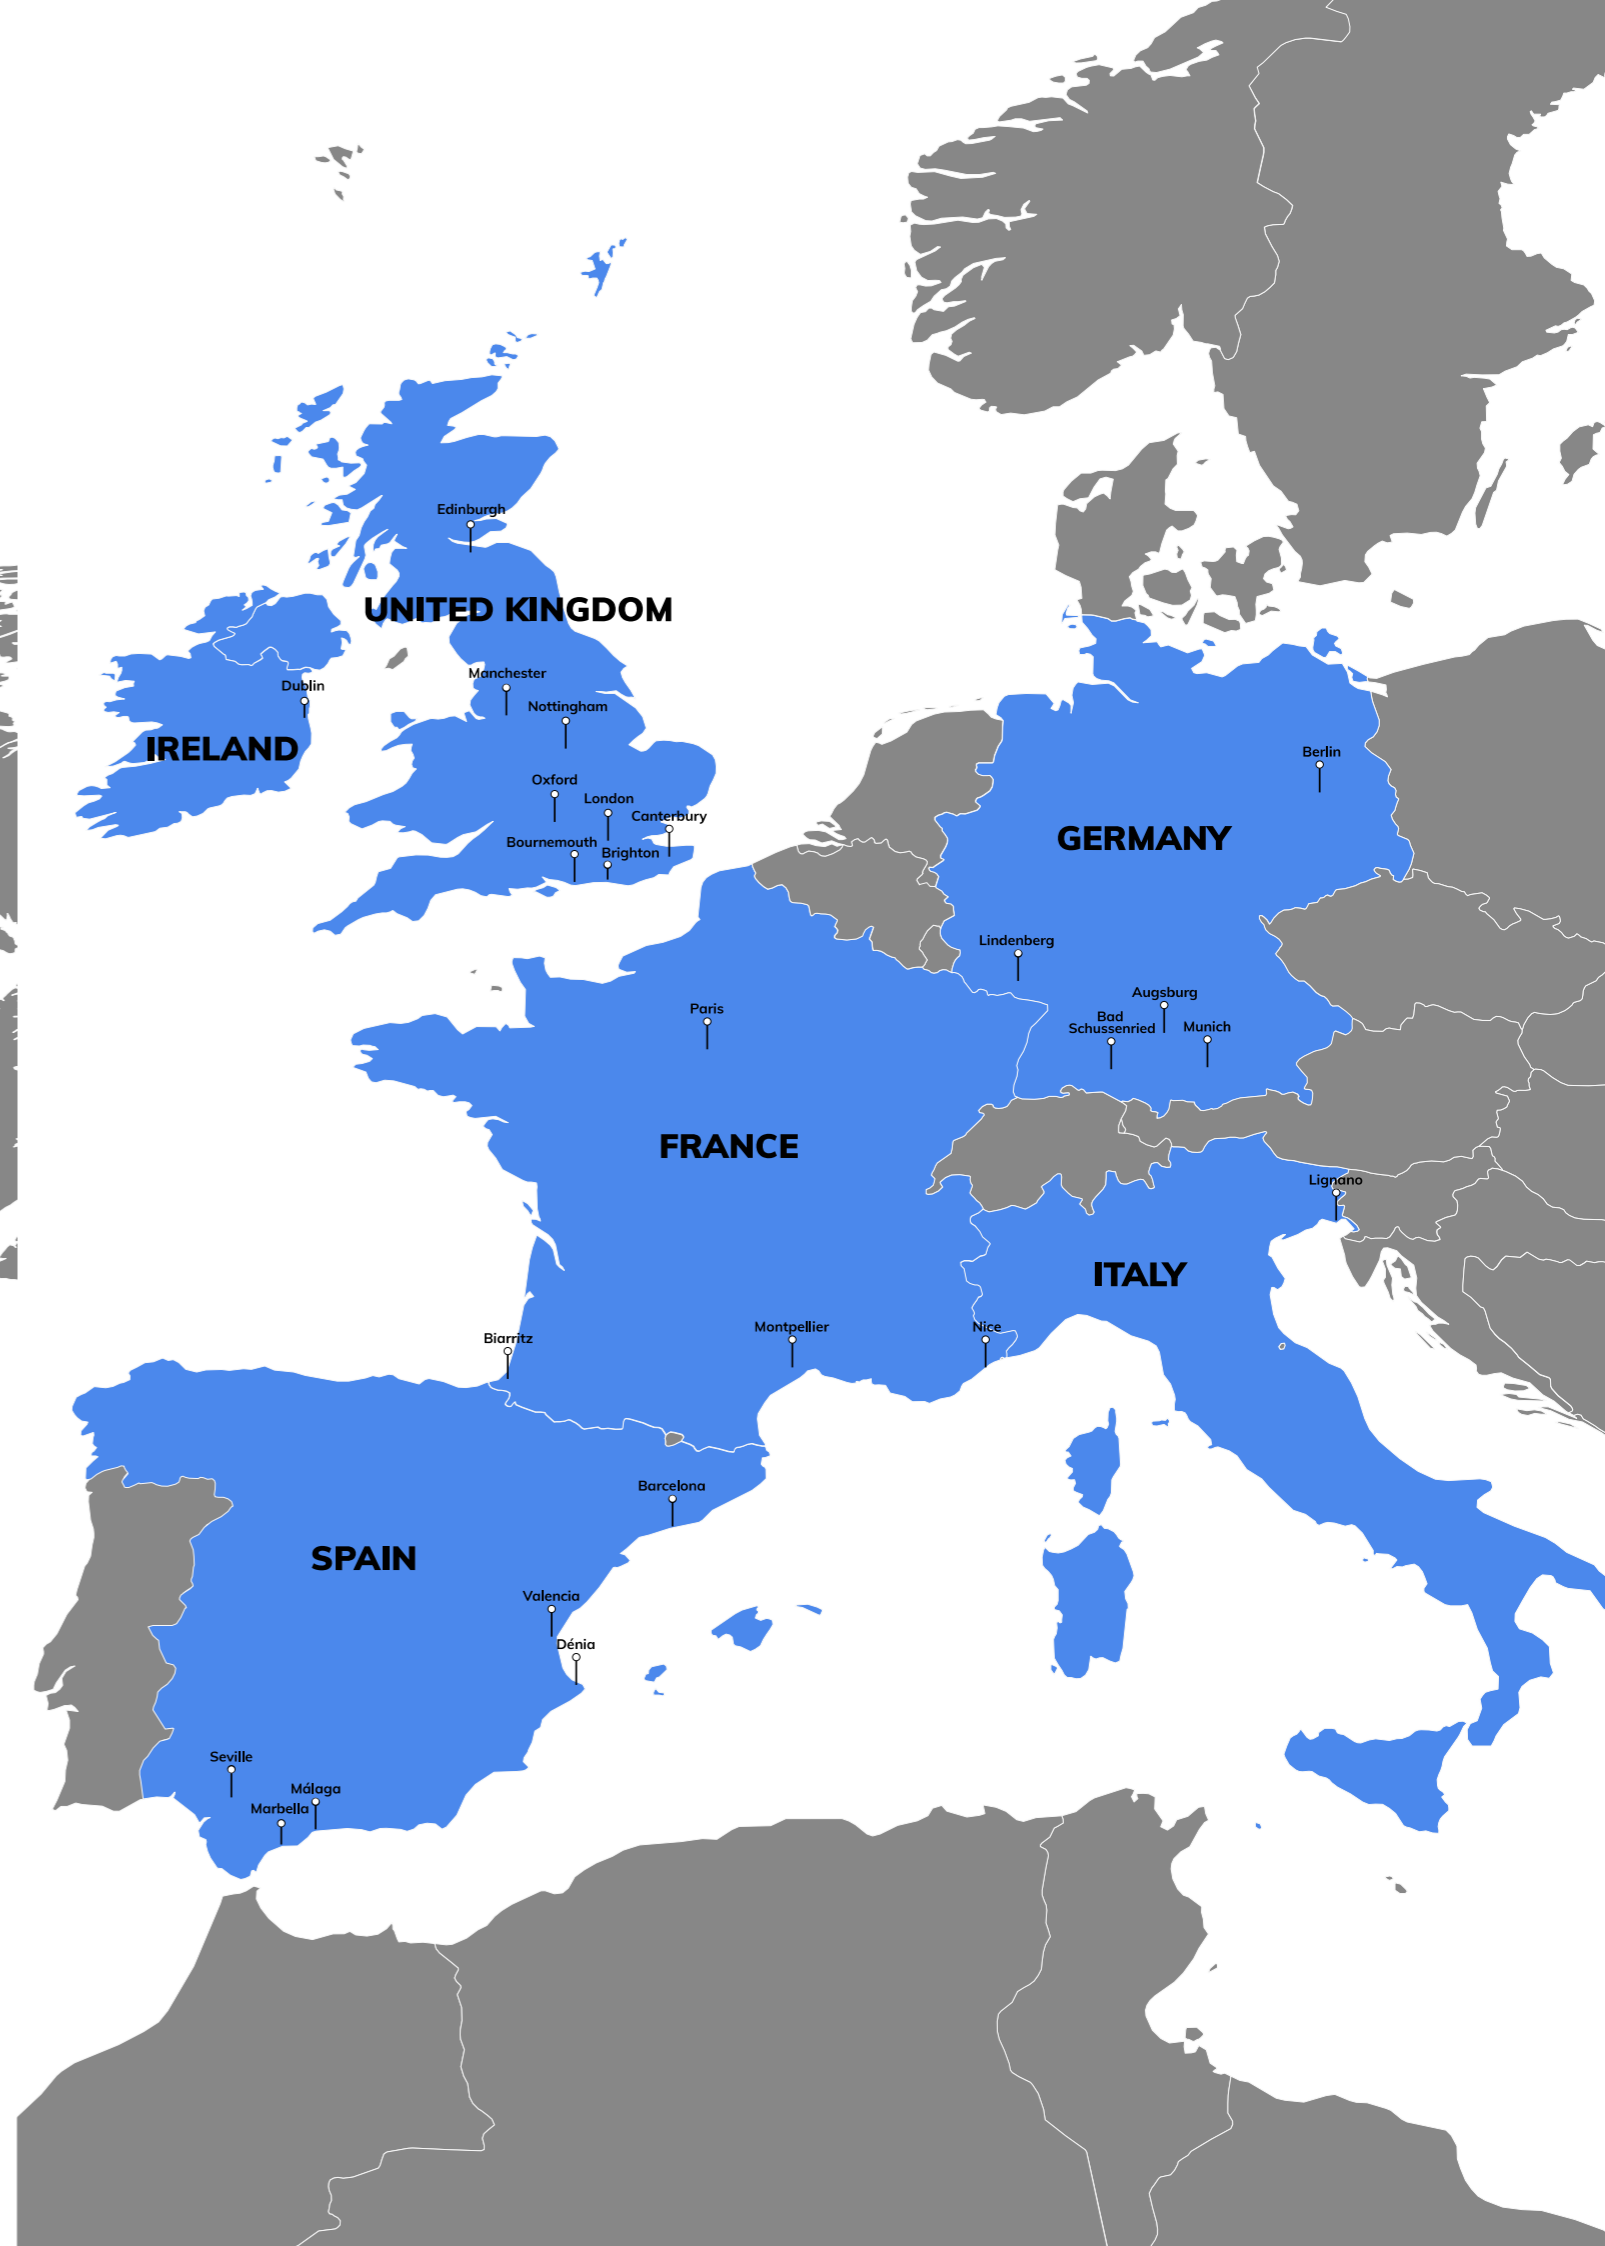 Edinburgh
UNITED KINGDOM
Manchester
Dublin
Nottingham
IRELAND
Berlin
Oxford
London
Canterbury
GERMANY
Bournemouth
Brighton
Lindenberg
Augsburg
Paris
Bad
Schussenried
Munich
FRANCE
Lignano
ITALY
Montpellier
Nice
Biarritz
Barcelona
SPAIN
Valencia
Dénia
Seville
Málaga
Marbella